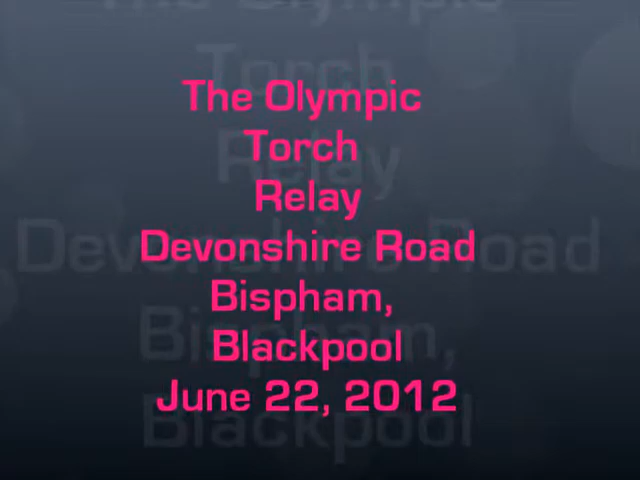 The Olympic
Torch
Relay
Devonshire Road
Bispham,
Blackpool
June 22, 2012